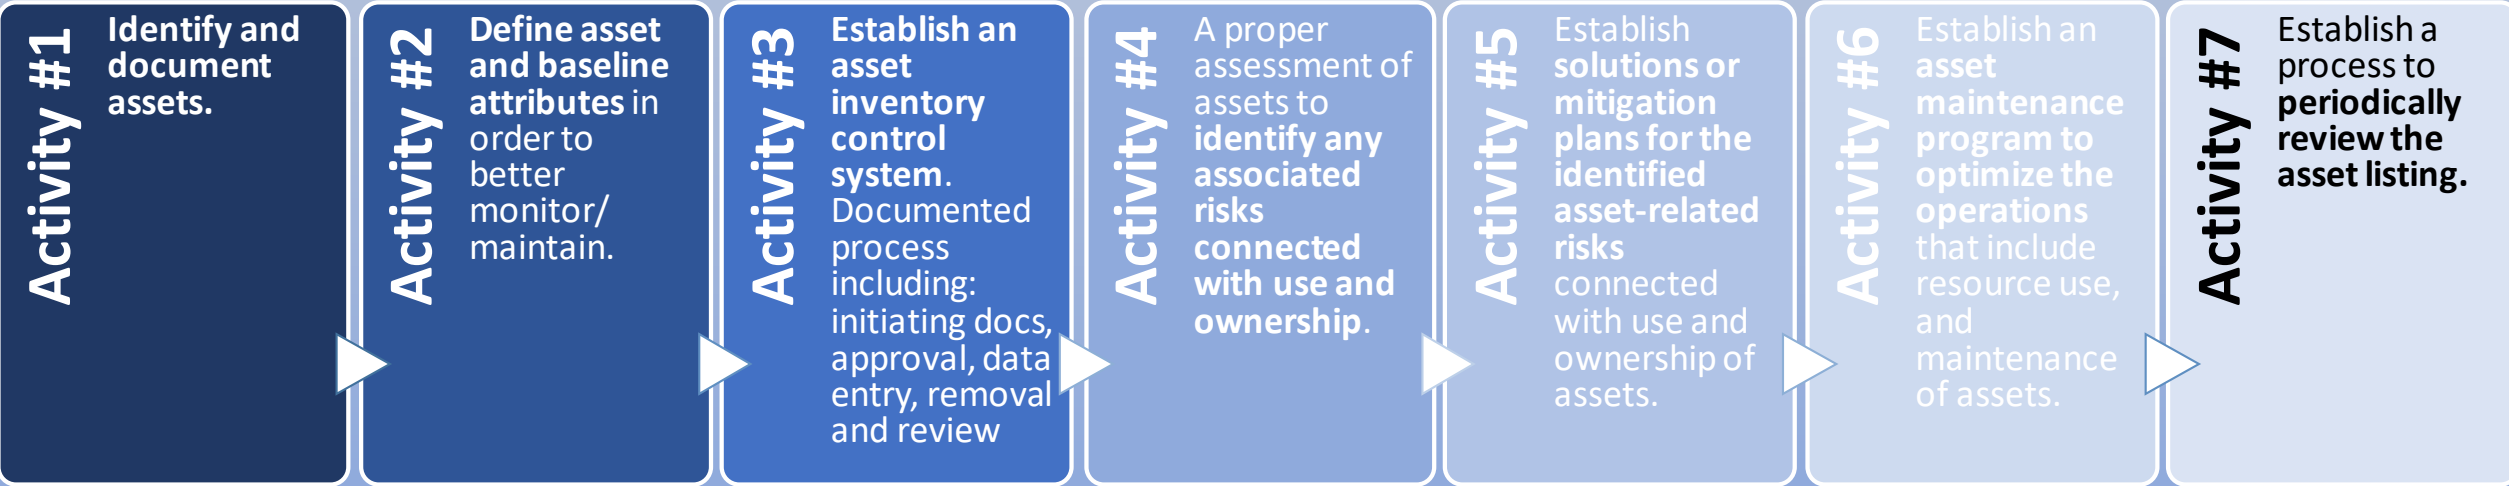 Activity #1
Identify and
document
assets.
Activity #2
Define asset
and baseline
attributes in
order to
better
monitor/
maintain.
Activity #3
Establish an
asset
inventory
control
system.
Documented
process
including:
initiating docs,
approval, data
entry, removal
and review
Activity #4
A proper
assessment of
assets to
identify any
associated
risks
connected
with use and
ownership.
Activity #5
Establish
solutions or
mitigation
plans for the
identified
asset-related
risks
connected
with use and
ownership of
assets.
Activity #6
Establish an
asset
maintenance
program to
optimize the
operations
that include
resource use,
and
maintenance
of assets.
Activity #7
Establish a
process to
periodically
review the
asset listing.